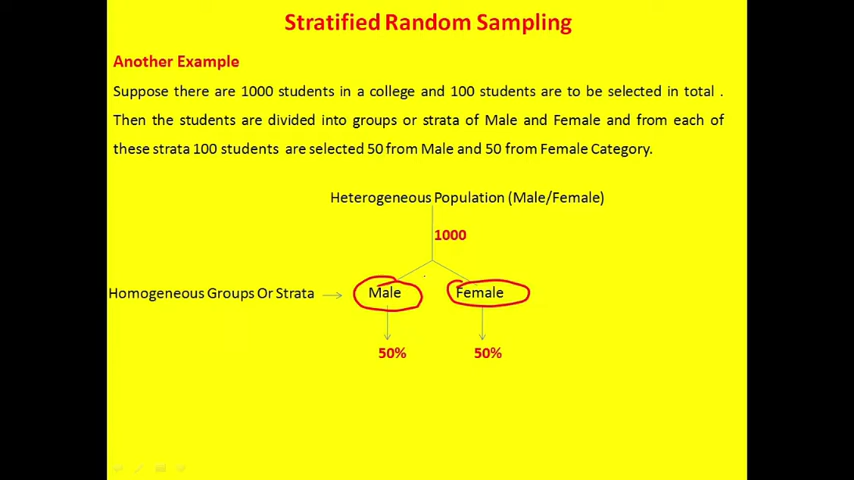 Stratified Random Sampling
Another Example
Suppose there are 1000 students in a college and 100 students are to be selected in total .
Then the students are divided into groups or strata of Male and Female and from each of
these strata 100 students are selected 50 from Male and 50 from Female Category.
Heterogeneous Population (Male/Female)
1000
Homogeneous Groups Or Strata Male Female
50% 50%